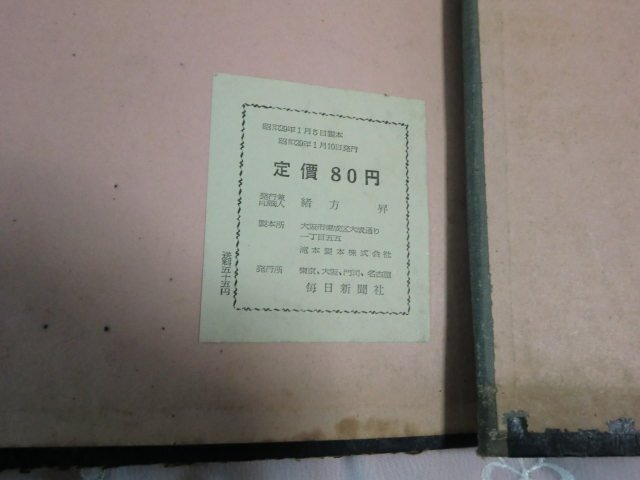 昭和29年1月5日製本
昭和29年1月10日発行
定價 80円
発行兼
印刷人 緒方 昇
製本所 大阪市東成区大成通り
一丁目五五
滝本製本株式会社
発行所 東京、大阪、門司、名古屋
毎日新聞社
送料五十五円